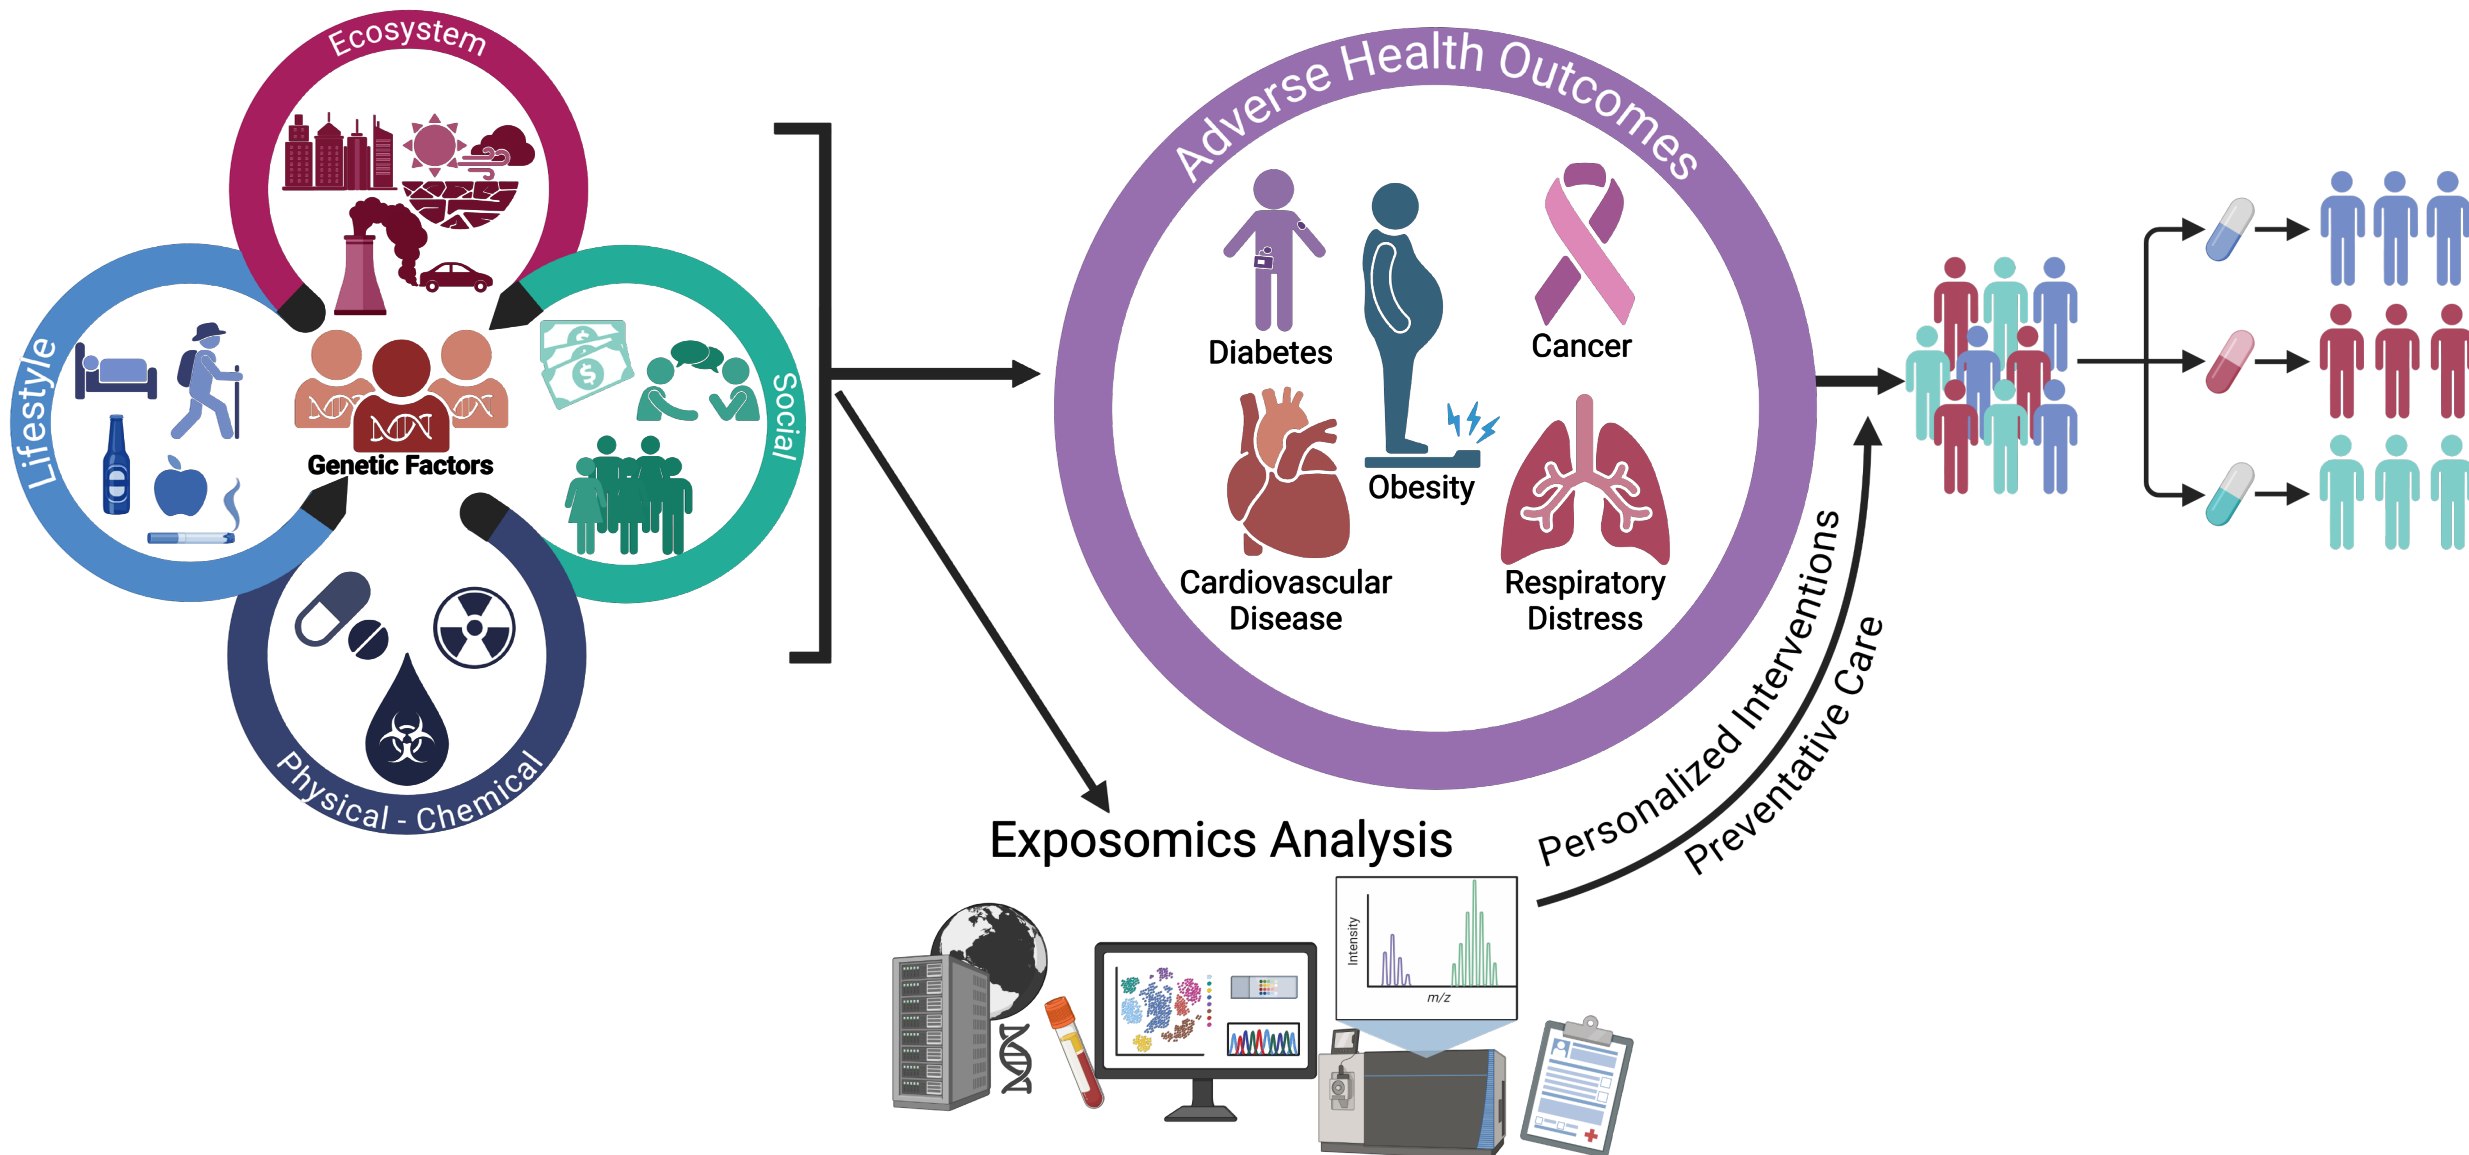 Ecosystem
Lifestyle
Social
Genetic Factors
Physical - Chemical
Adverse Health Outcomes
Diabetes
Cancer
Obesity
Cardiovascular
Disease
Respiratory
Distress
Personalized Interventions
Preventative Care
Exposomics Analysis
Intensity
m/z